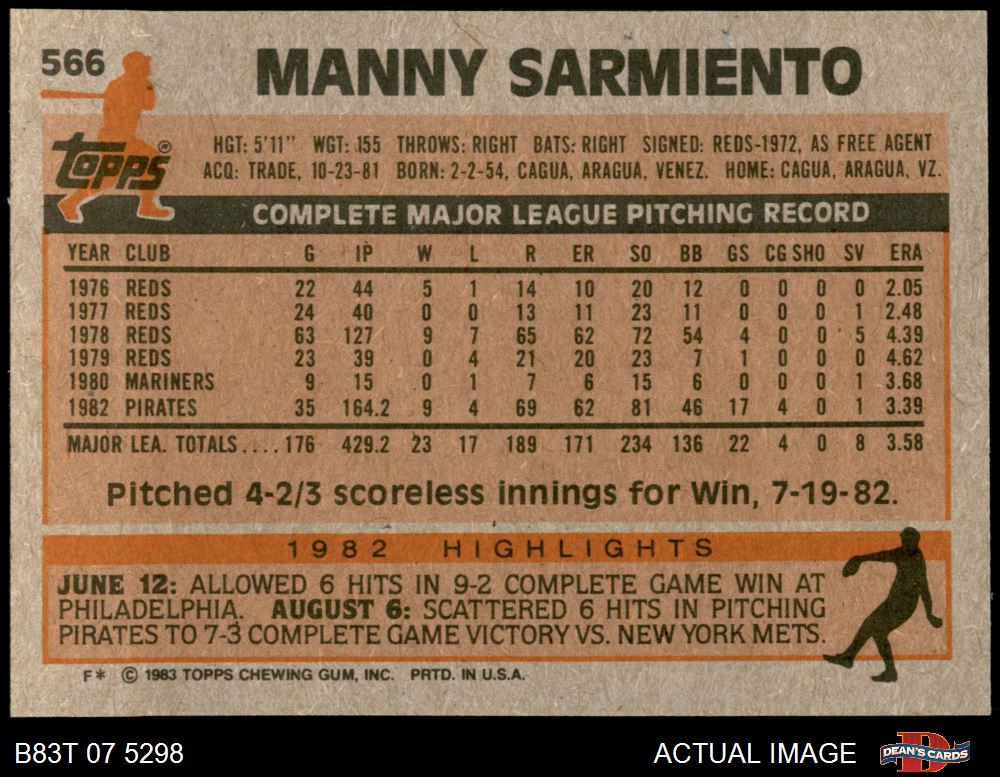 566
MANNY SARMIENTO
topps®
HGT: 5'11" WGT: 155 THROWS: RIGHT BATS: RIGHT SIGNED: REDS-1972, AS FREE AGENT
ACQ: TRADE, 10-23-81 BORN: 2-2-54, CAGUA, ARAGUA, VENEZ. HOME: CAGUA, ARAGUA, VZ.
COMPLETE MAJOR LEAGUE PITCHING RECORD
YEAR CLUB G IP W L R ER SO BB GS CG SHO SV ERA
1976 REDS 22 44 5 1 14 10 20 12 0 0 0 0 2.05
1977 REDS 24 40 0 0 13 11 23 11 0 0 0 1 2.48
1978 REDS 63 127 9 7 65 62 72 54 4 0 0 5 4.39
1979 REDS 23 39 0 4 21 20 23 7 1 0 0 0 4.62
1980 MARINERS 9 15 0 1 7 6 15 6 0 0 0 1 3.68
1982 PIRATES 35 164.2 9 4 69 62 81 46 17 4 0 1 3.39
MAJOR LEA. TOTALS.... 176 429.2 23 17 189 171 234 136 22 4 0 8 3.58
Pitched 4-2/3 scoreless innings for Win, 7-19-82.
1982 HIGHLIGHTS
JUNE 12: ALLOWED 6 HITS IN 9-2 COMPLETE GAME WIN AT
PHILADELPHIA. AUGUST 6: SCATTERED 6 HITS IN PITCHING
PIRATES TO 7-3 COMPLETE GAME VICTORY VS. NEW YORK METS.
F* © 1983 TOPPS CHEWING GUM, INC. PRTD. IN U.S.A.
B83T 07 5298 ACTUAL IMAGE DEAN'S CARDS